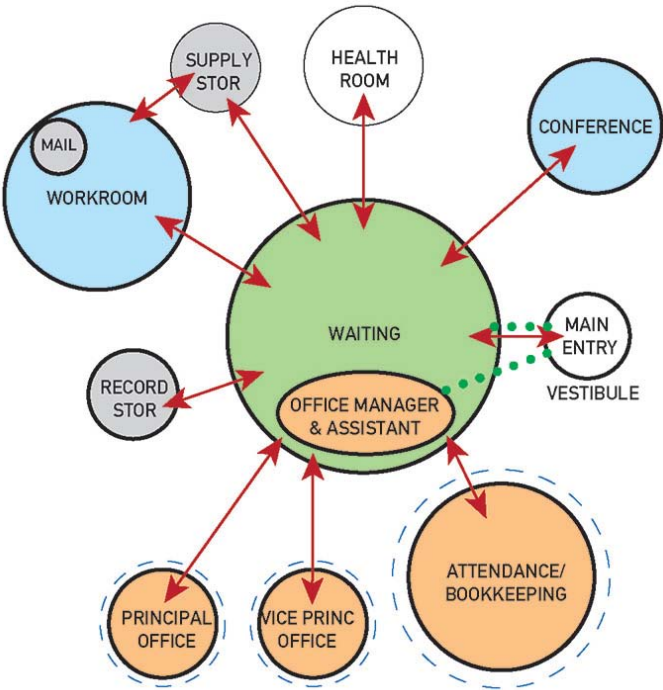 SUPPLY
STOR
HEALTH
ROOM
CONFERENCE
MAIL
WORKROOM
WAITING
MAIN
ENTRY
VESTIBULE
RECORD
STOR
OFFICE MANAGER
& ASSISTANT
ATTENDANCE/
BOOKKEEPING
PRINCIPAL
OFFICE
VICE PRINC
OFFICE